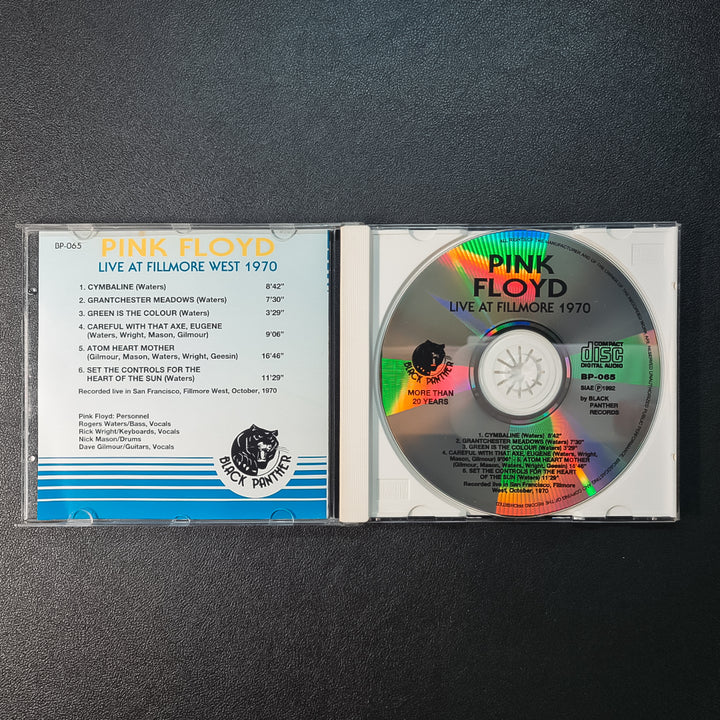 BP-065
PINK FLOYD
LIVE AT FILLMORE WEST 1970
1. CYMBALINE (Waters) 8'42"
2. GRANTCHESTER MEADOWS (Waters) 7'30"
3. GREEN IS THE COLOUR (Waters) 3'29"
4. CAREFUL WITH THAT AXE, EUGENE
(Waters, Wright, Mason, Gilmour) 9'06"
5. ATOM HEART MOTHER
(Gilmour, Mason, Waters, Wright, Geesin) 16'46"
6. SET THE CONTROLS FOR THE
HEART OF THE SUN (Waters) 11'29"
Recorded live in San Francisco, Fillmore West, October, 1970
Pink Floyd: Personnel
Rogers Waters/Bass, Vocals
Rick Wright/Keyboards, Vocals
Nick Mason/Drums
Dave Gilmour/Guitars, Vocals
BLACK PANTHER
PINK
FLOYD
LIVE AT FILLMORE 1970
BLACK PANTHER
MORE THAN
20 YEARS
COMPACT
disc
DIGITAL AUDIO
BP-065
SIAE Ⓟ 1992
by BLACK
PANTHER
RECORDS
1. CYMBALINE (Waters) 8'42"
2. GRANTCHESTER MEADOWS (Waters) 7'30"
3. GREEN IS THE COLOUR (Waters) 3'29"
4. CAREFUL WITH THAT AXE, EUGENE (Waters, Wright,
Mason, Gilmour) 9'06" - 5. ATOM HEART MOTHER
(Gilmour, Mason, Waters, Wright, Geesin) 16'46"
6. SET THE CONTROLS FOR THE HEART
OF THE SUN (Waters) 11'29"
Recorded live in San Francisco, Fillmore
West, October, 1970